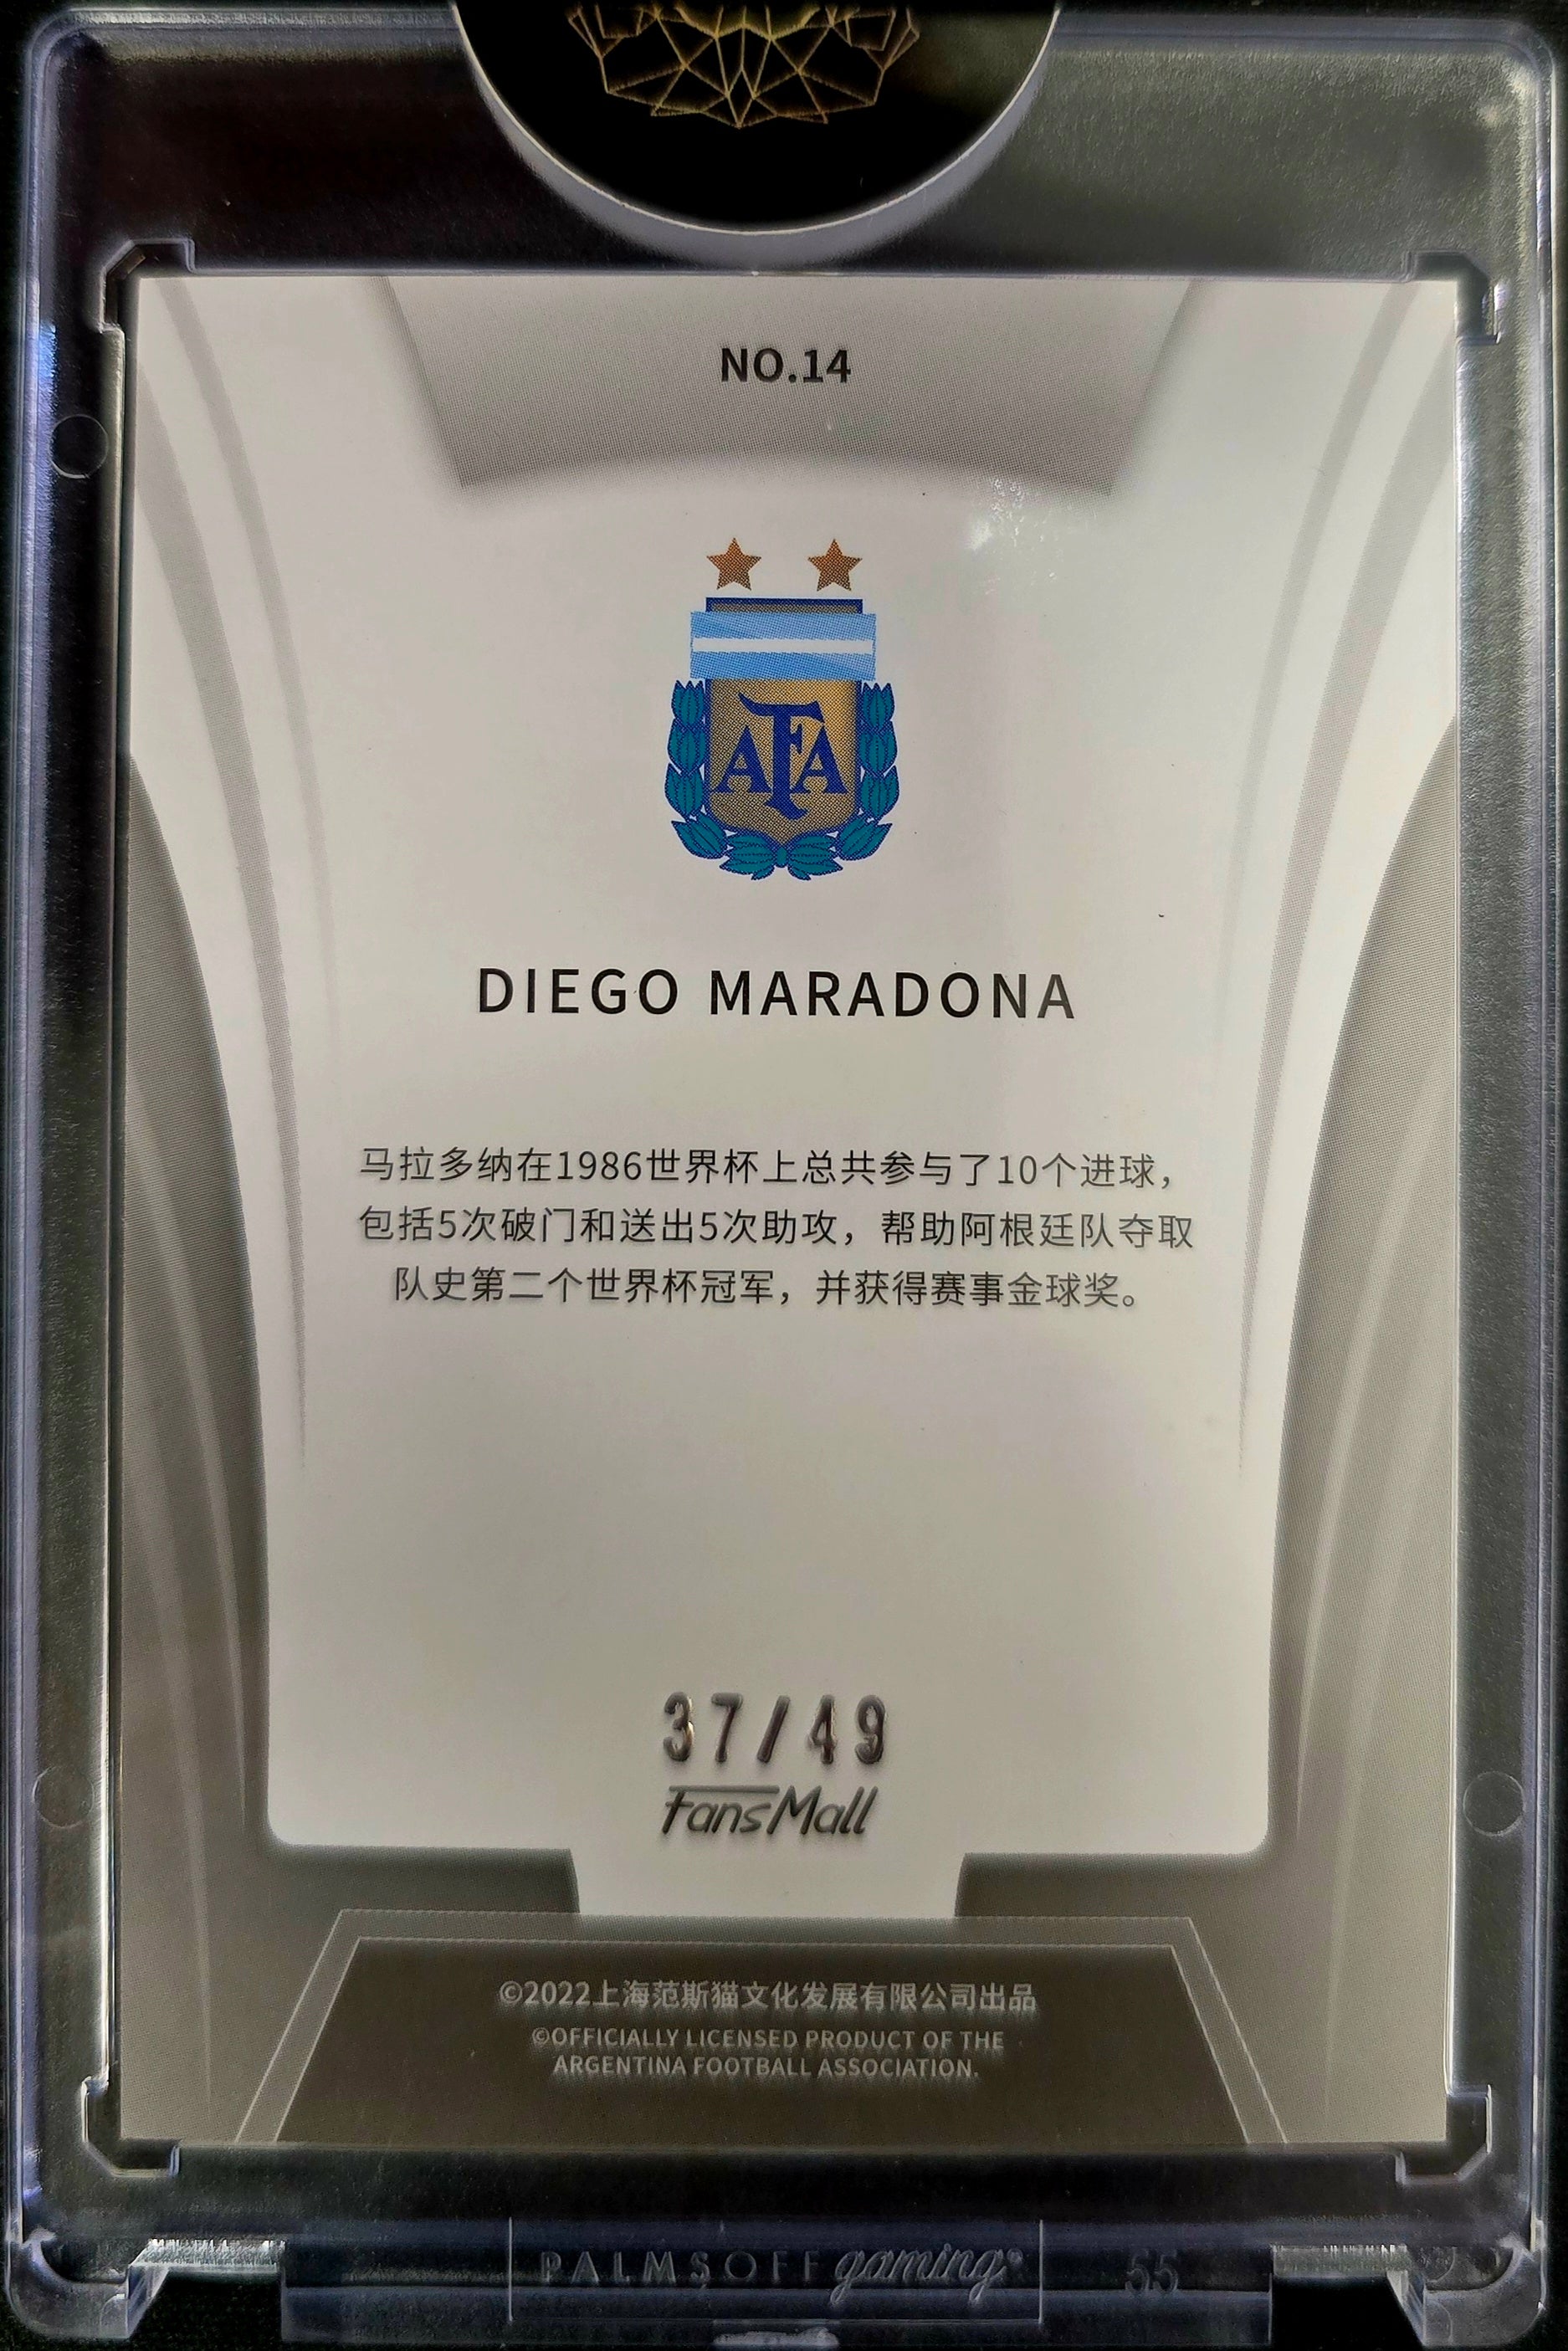 NO.14
AFA
DIEGO MARADONA
马拉多纳在1986世界杯上总共参与了10个进球，
包括5次破门和送出5次助攻，帮助阿根廷队夺取
队史第二个世界杯冠军，并获得赛事金球奖。
37/49
FansMall
©2022上海范斯猫文化发展有限公司出品
©OFFICIALLY LICENSED PRODUCT OF THE
ARGENTINA FOOTBALL ASSOCIATION.
PALMS OFF gaming® 55